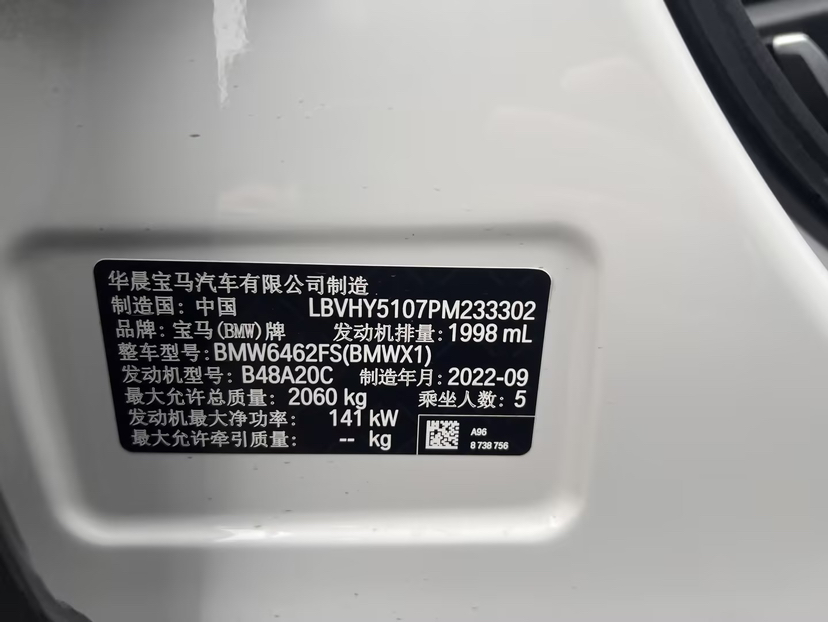 华晨宝马汽车有限公司制造
制造国：中国 LBVHY5107PM233302
品牌：宝马(BMW)牌 发动机排量：1998 mL
整车型号：BMW6462FS(BMWX1)
发动机型号：B48A20C 制造年月：2022-09
最大允许总质量：2060 kg 乘坐人数：5
发动机最大净功率：141 kW
最大允许牵引质量：-- kg
A96
8 738 756